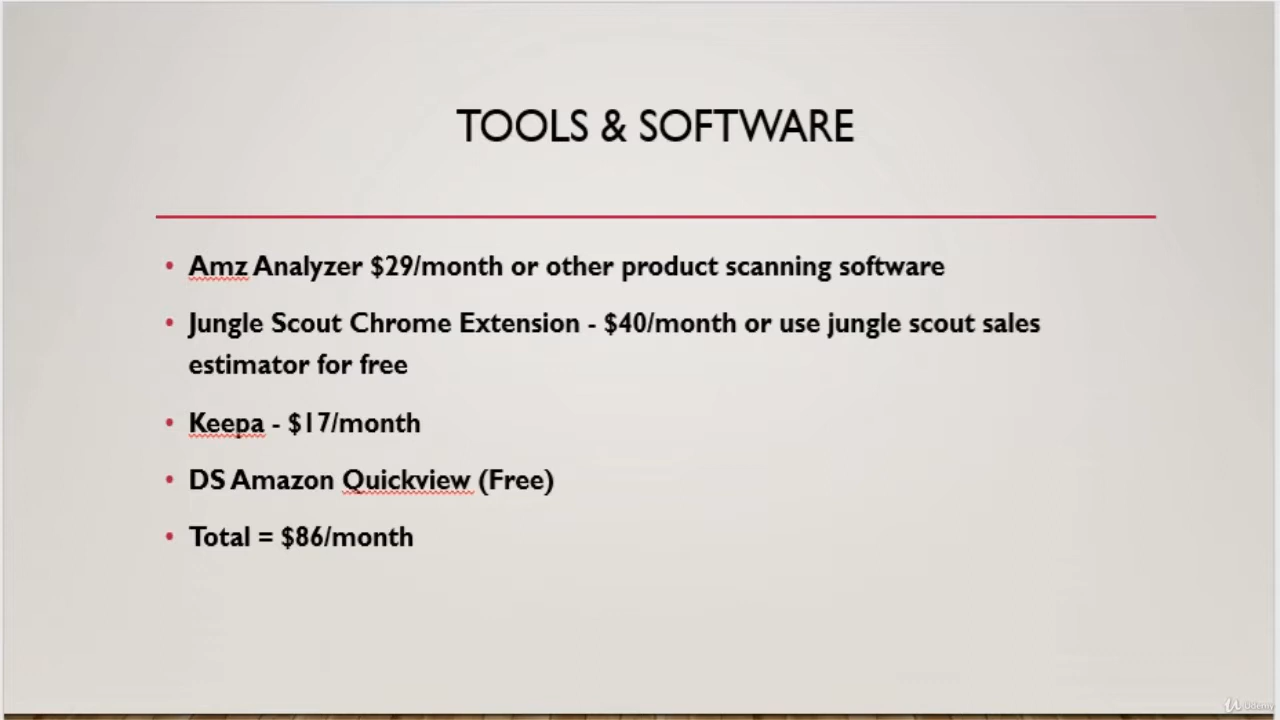 TOOLS & SOFTWARE
• Amz Analyzer $29/month or other product scanning software
• Jungle Scout Chrome Extension - $40/month or use jungle scout sales
estimator for free
• Keepa - $17/month
• DS Amazon Quickview (Free)
• Total = $86/month
Udemy